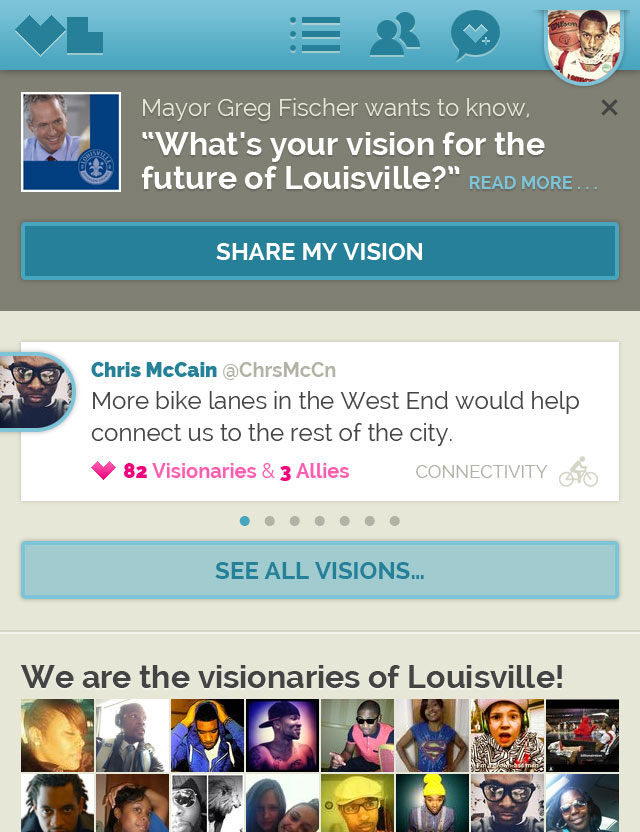 Mayor Greg Fischer wants to know,
“What's your vision for the
future of Louisville?” READ MORE . . .
LOUISVILLE
SHARE MY VISION
Chris McCain @ChrsMcCn
More bike lanes in the West End would help
connect us to the rest of the city.
82 Visionaries & 3 Allies
CONNECTIVITY
SEE ALL VISIONS...
We are the visionaries of Louisville!